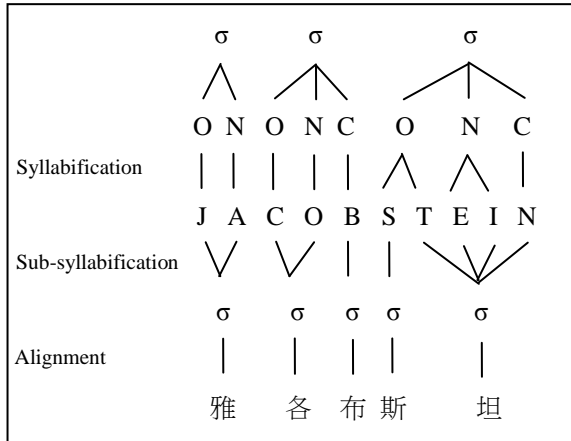 σ σ σ
O N O N C O N C
Syllabification
J A C O B S T E I N
Sub-syllabification
σ σ σ σ σ
Alignment
雅 各 布 斯 坦